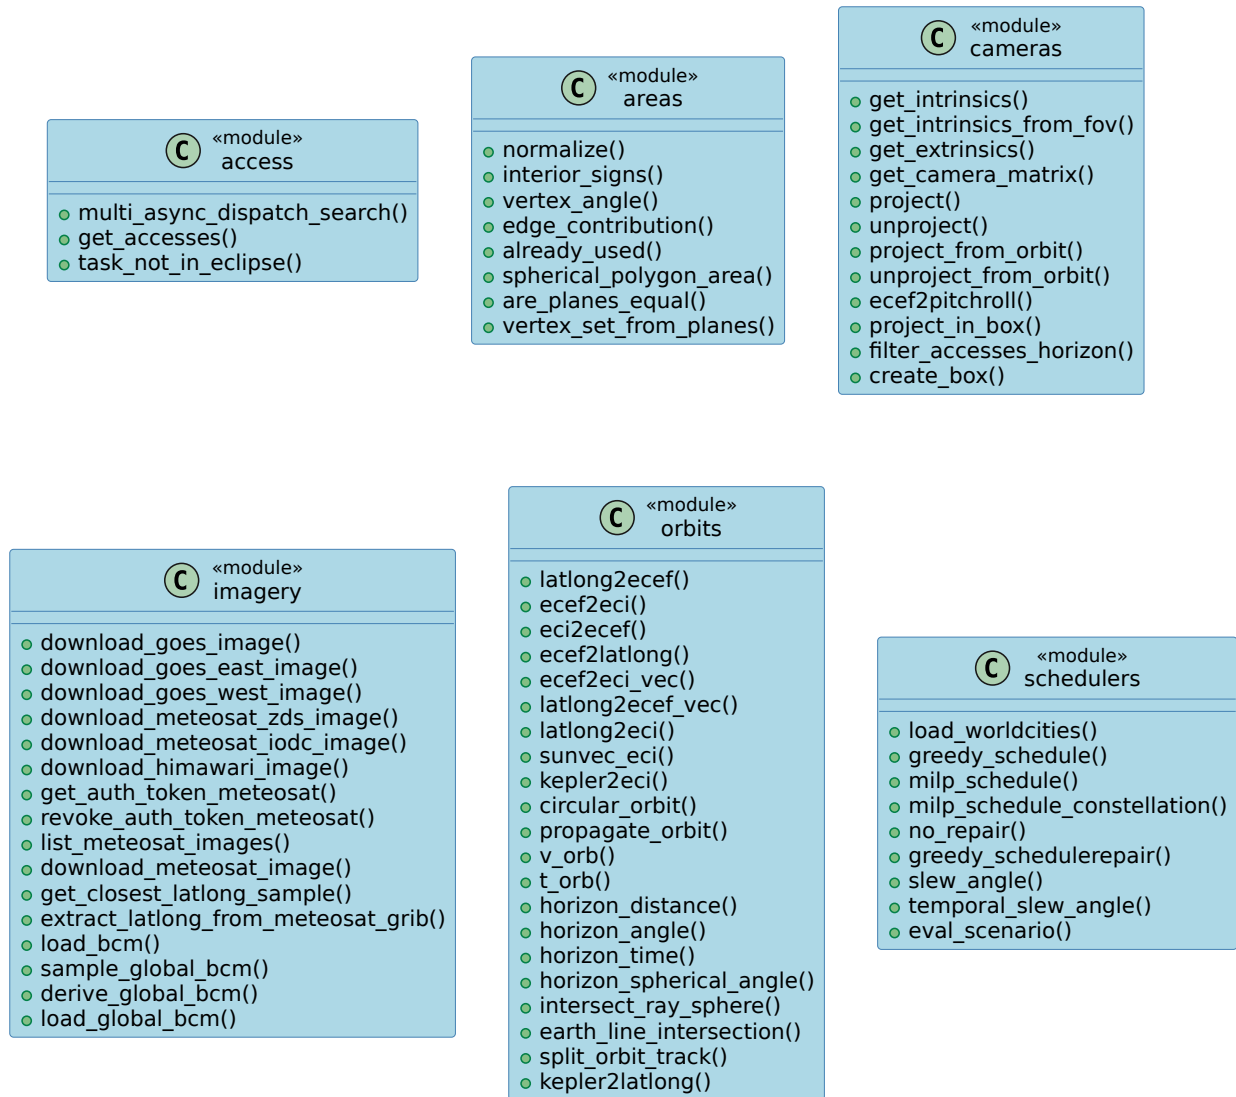 C
«module»
access
multi_async_dispatch_search()
get_accesses()
task_not_in_eclipse()
C
«module»
areas
normalize()
interior_signs()
vertex_angle()
edge_contribution()
already_used()
spherical_polygon_area()
are_planes_equal()
vertex_set_from_planes()
C
«module»
cameras
get_intrinsics()
get_intrinsics_from_fov()
get_extrinsics()
get_camera_matrix()
project()
unproject()
project_from_orbit()
unproject_from_orbit()
ecef2pitchroll()
project_in_box()
filter_accesses_horizon()
create_box()
C
«module»
imagery
download_goes_image()
download_goes_east_image()
download_goes_west_image()
download_meteosat_zds_image()
download_meteosat_iodc_image()
download_himawari_image()
get_auth_token_meteosat()
revoke_auth_token_meteosat()
list_meteosat_images()
download_meteosat_image()
get_closest_latlong_sample()
extract_latlong_from_meteosat_grib()
load_bcm()
sample_global_bcm()
derive_global_bcm()
load_global_bcm()
C
«module»
orbits
latlong2ecef()
ecef2eci()
eci2ecef()
ecef2latlong()
ecef2eci_vec()
latlong2ecef_vec()
latlong2eci()
sunvec_eci()
kepler2eci()
circular_orbit()
propagate_orbit()
v_orb()
t_orb()
horizon_distance()
horizon_angle()
horizon_time()
horizon_spherical_angle()
intersect_ray_sphere()
earth_line_intersection()
split_orbit_track()
kepler2latlong()
C
«module»
schedulers
load_worldcities()
greedy_schedule()
milp_schedule()
milp_schedule_constellation()
no_repair()
greedy_schedulerepair()
slew_angle()
temporal_slew_angle()
eval_scenario()